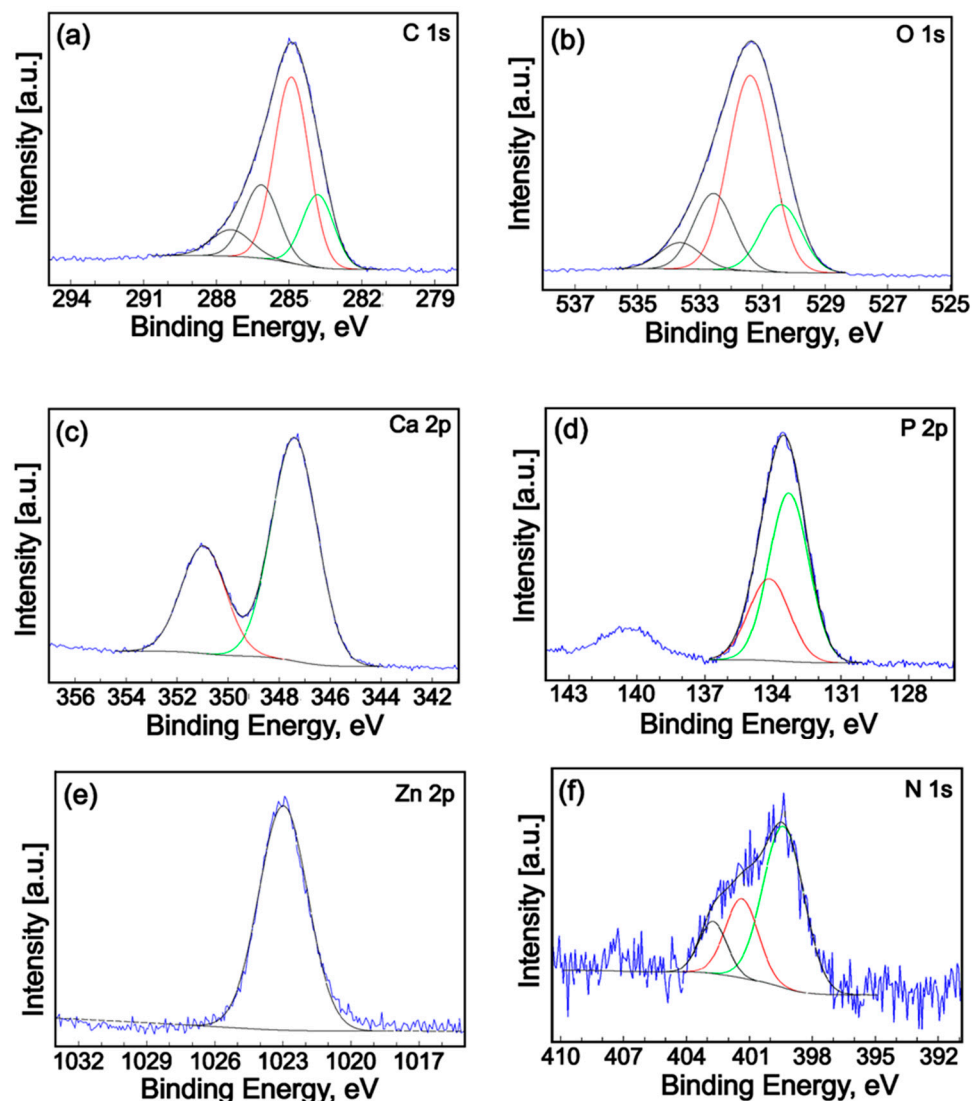 (a) C 1s
Intensity [a.u.]
294 291 288 285 282 279
Binding Energy, eV
(b) O 1s
Intensity [a.u.]
537 535 533 531 529 527 525
Binding Energy, eV
(c) Ca 2p
Intensity [a.u.]
356 354 352 350 348 346 344 342
Binding Energy, eV
(d) P 2p
Intensity [a.u.]
143 140 137 134 131 128
Binding Energy, eV
(e) Zn 2p
Intensity [a.u.]
1032 1029 1026 1023 1020 1016
Binding Energy, eV
(f) N 1s
Intensity [a.u.]
410 407 404 401 398 395 392
Binding Energy, eV